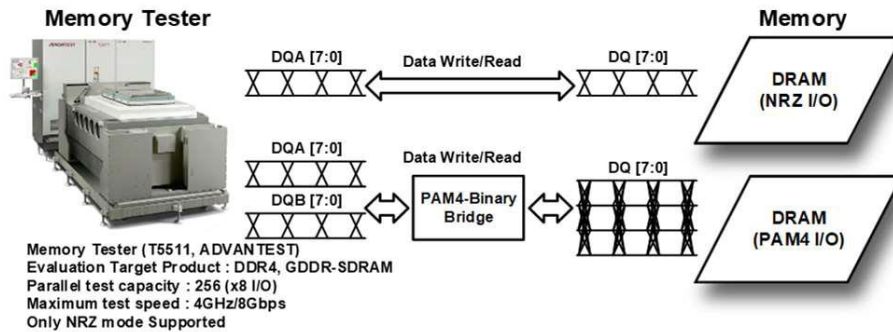 Memory Tester
Memory
DQA [7:0]
Data Write/Read
DQ [7:0]
DRAM
(NRZ I/O)
DQA [7:0]
Data Write/Read
DQ [7:0]
DQB [7:0]
PAM4-Binary
Bridge
DRAM
(PAM4 I/O)
Memory Tester (T5511, ADVANTEST)
Evaluation Target Product : DDR4, GDDR-SDRAM
Parallel test capacity : 256 (x8 I/O)
Maximum test speed : 4GHz/8Gbps
Only NRZ mode Supported